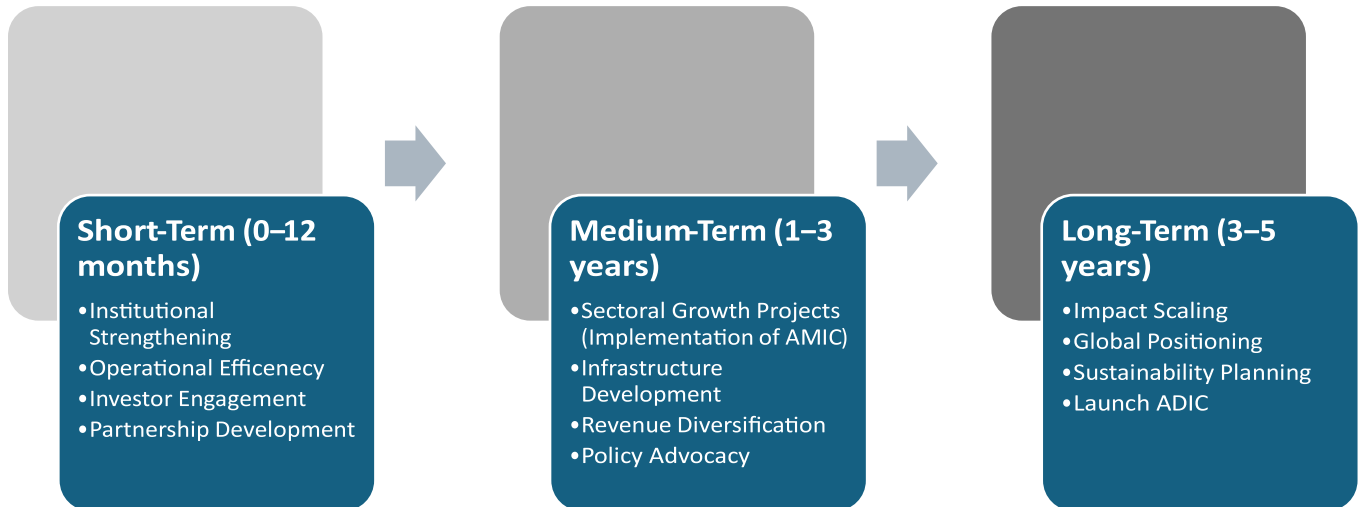 Short-Term (0–12
months)
•Institutional
Strengthening
•Operational Efficenecy
•Investor Engagement
•Partnership Development
Medium-Term (1–3
years)
•Sectoral Growth Projects
(Implementation of AMIC)
•Infrastructure
Development
•Revenue Diversification
•Policy Advocacy
Long-Term (3–5
years)
•Impact Scaling
•Global Positioning
•Sustainability Planning
•Launch ADIC